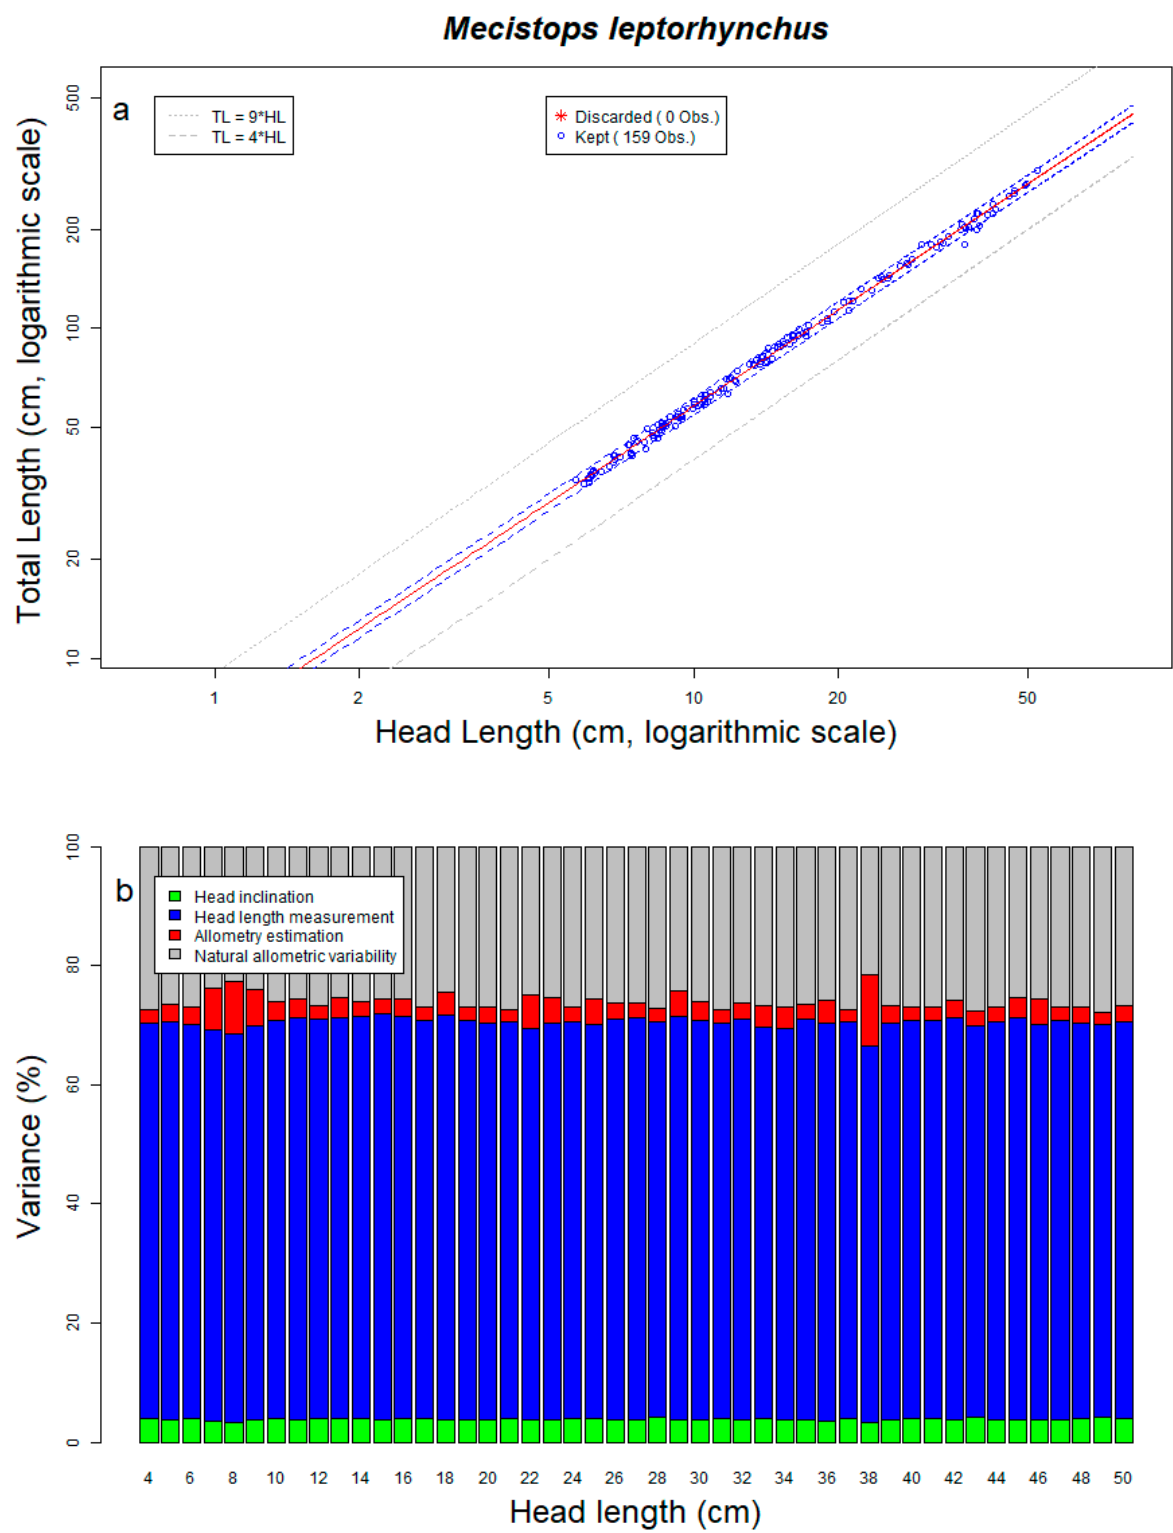 Mecistops leptorhynchus
a
TL = 9*HL
TL = 4*HL
Discarded ( 0 Obs.)
Kept ( 159 Obs.)
Total Length (cm, logarithmic scale)
500
200
100
50
20
10
1 2 5 10 20 50
Head Length (cm, logarithmic scale)
b
Head inclination
Head length measurement
Allometry estimation
Natural allometric variability
Variance (%)
100
80
60
40
20
0
4 6 8 10 12 14 16 18 20 22 24 26 28 30 32 34 36 38 40 42 44 46 48 50
Head length (cm)